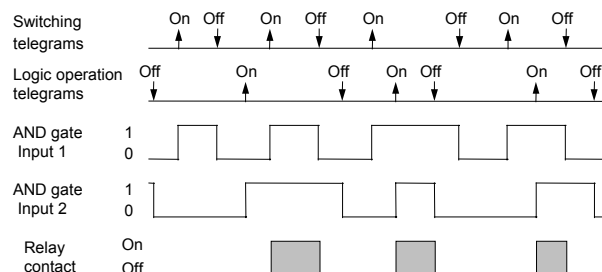 Switching telegrams On Off On Off On Off On Off
Logic operation telegrams Off On Off On Off On Off
AND gate Input 1 1 0
AND gate Input 2 1 0
Relay contact On Off